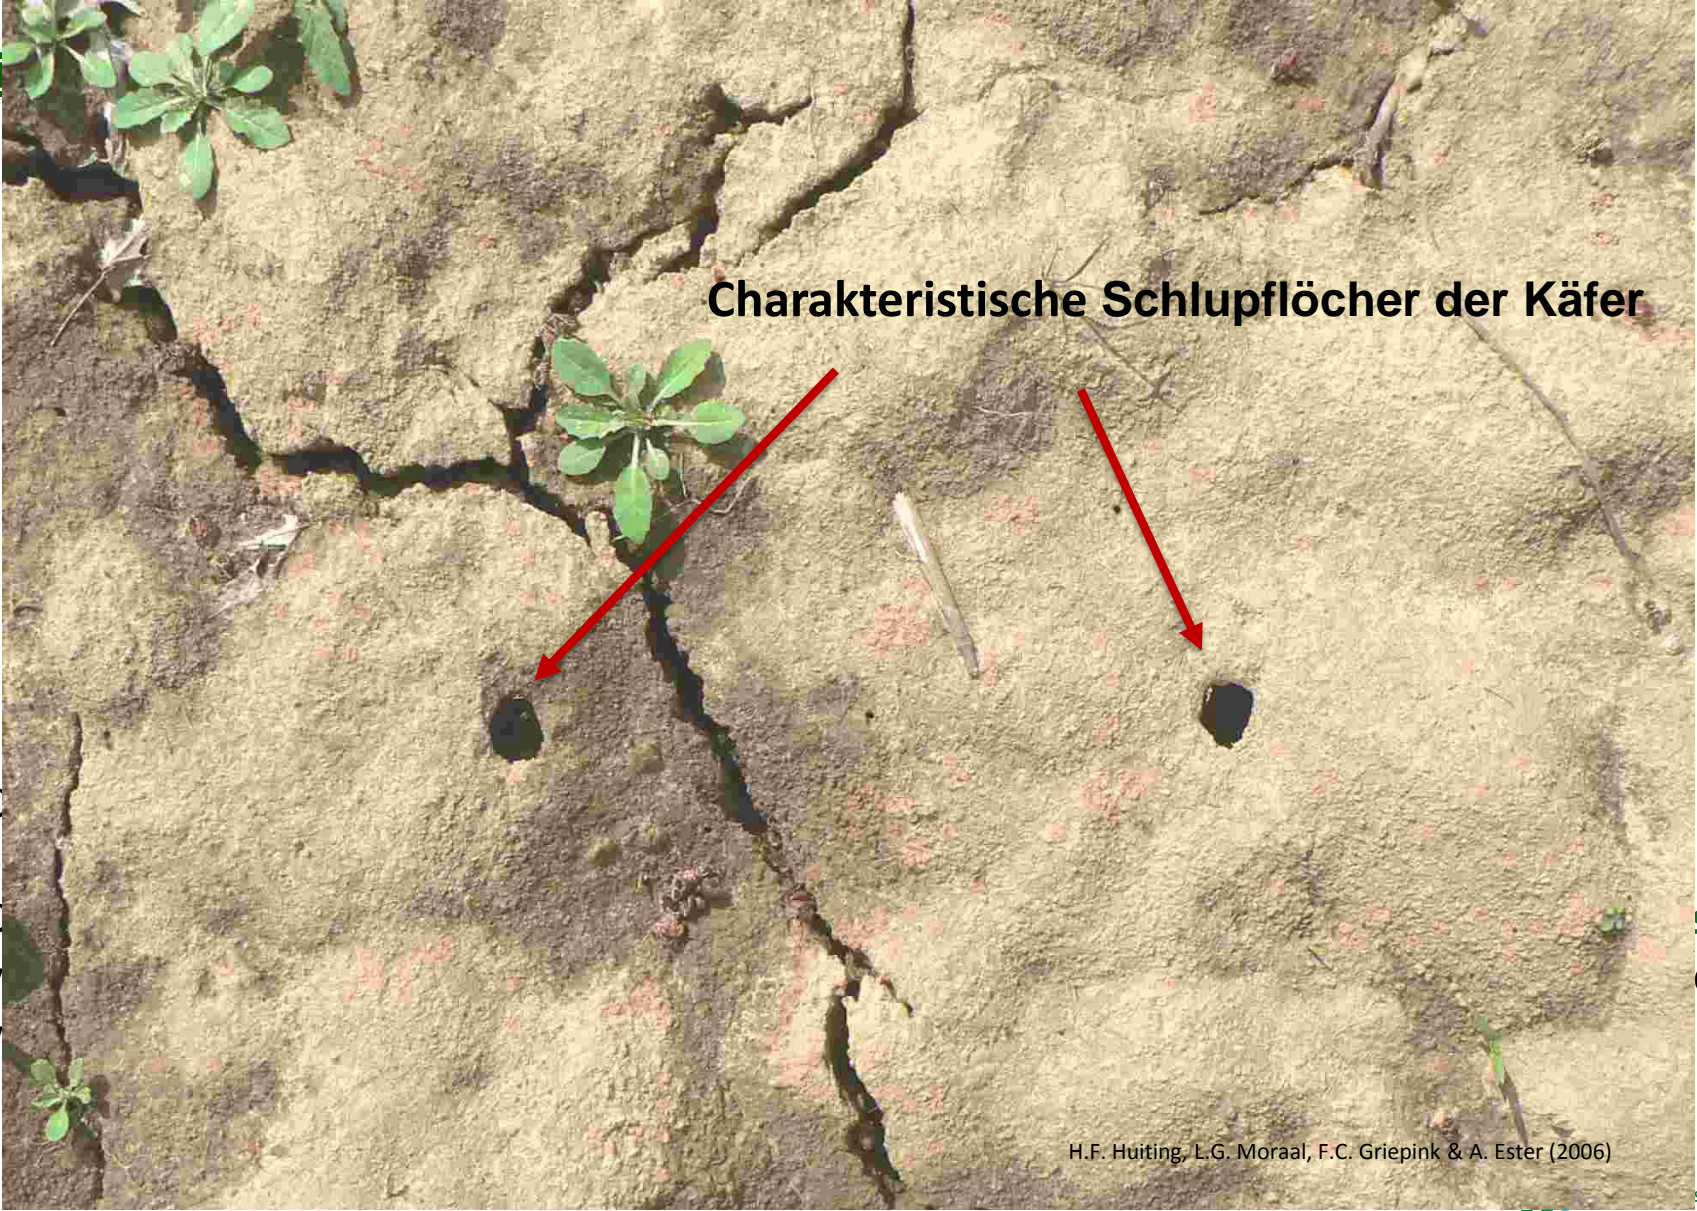 Charakteristische Schlupflöcher der Käfer
H.F. Huiting, L.G. Moraal, F.C. Griepink & A. Ester (2006)